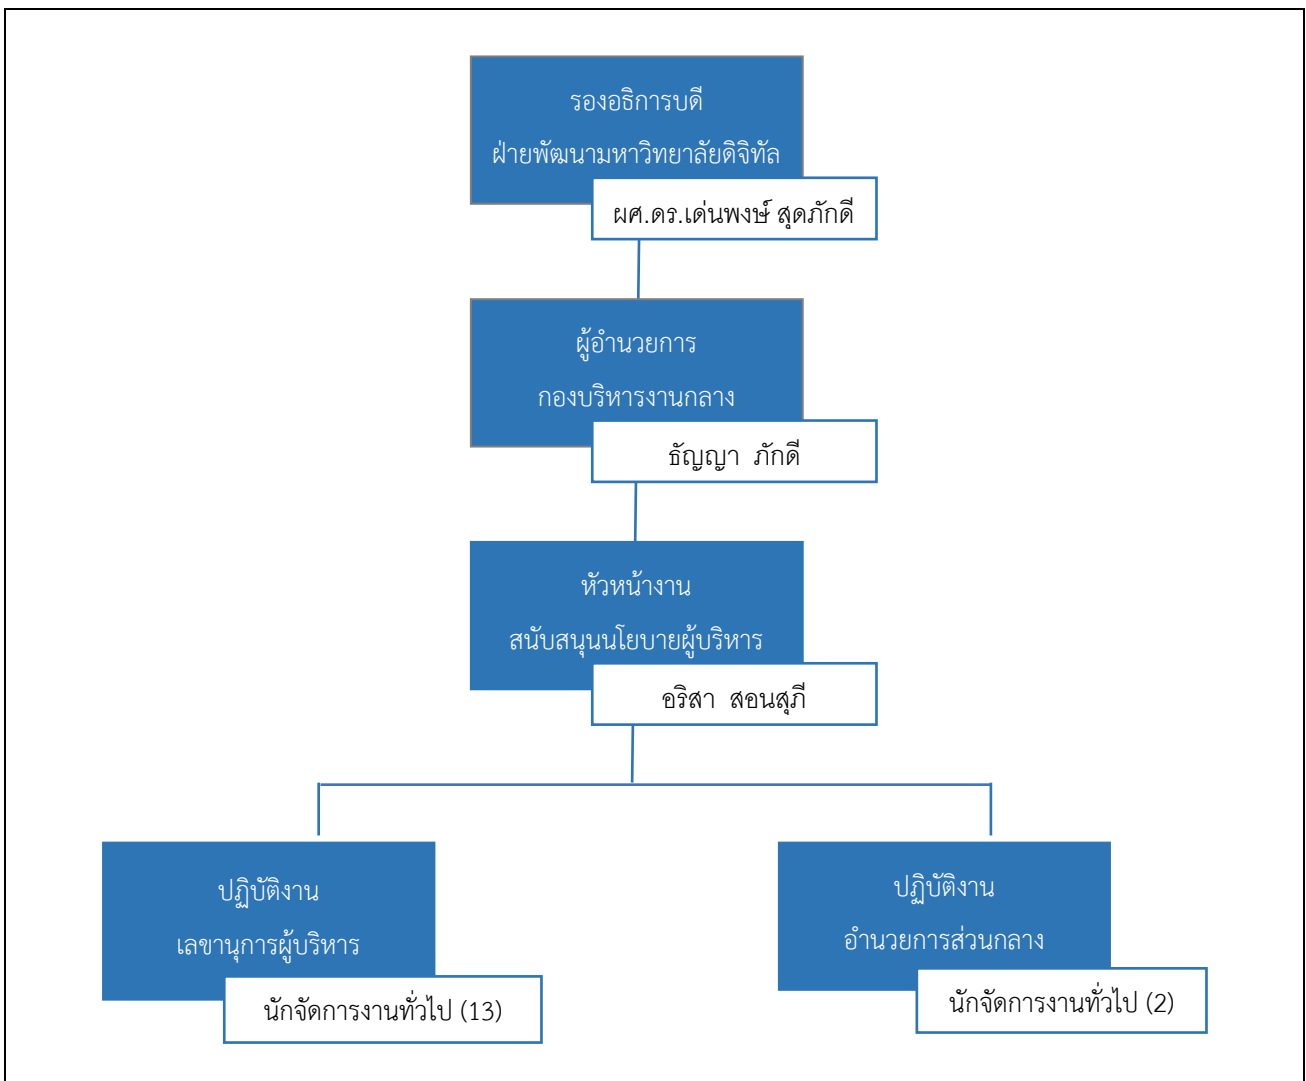 รองอธิการบดี
ฝ่ายพัฒนามหาวิทยาลัยดิจิทัล
ผศ.ดร.เด่นพงษ์ สุดภักดี
ผู้อำนวยการ
กองบริหารงานกลาง
ธัญญา ภักดี
หัวหน้างาน
สนับสนุนนโยบายผู้บริหาร
อริสา สอนสุภี
ปฏิบัติงาน
เลขานุการผู้บริหาร
นักจัดการงานทั่วไป (13)
ปฏิบัติงาน
อำนวยการส่วนกลาง
นักจัดการงานทั่วไป (2)